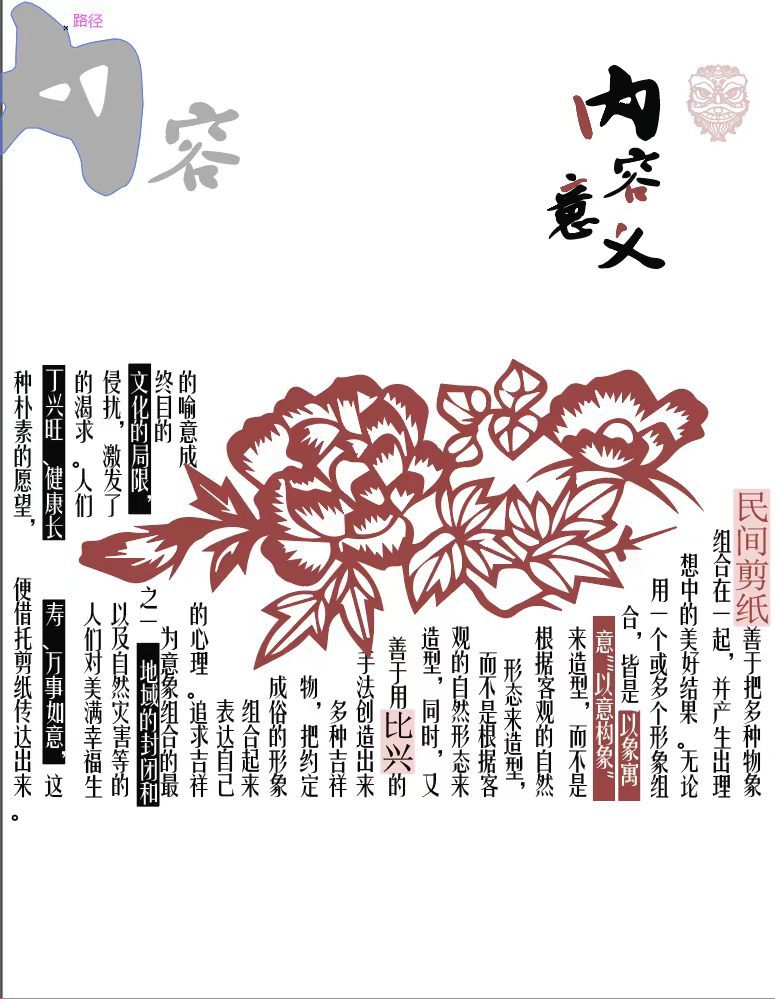 路径
内容
内容
意义
民间剪纸善于把多种物象
组合在一起，并产生出理
想中的美好结果。无论
用一个或多个形象组
合，皆是以象寓
意"以意构象"
来造型，而不是
根据客观的自然
形态来造型，
而不是根据客
观的自然形态来
造型，同时，又
善于用比兴的
手法创造出来
多种吉祥
物，把约定
成俗的形象
组合起来
表达自己
的心理。追求吉祥
的喻意成
为意象组合的最
终目的
之一地域的封闭和
文化的局限，
以及自然灾害等的
侵扰，激发了
人们对美满幸福生
的渴求。人们
丁兴旺、健康长
寿、万事如意，这
种朴素的愿望，
便借托剪纸传达出来。